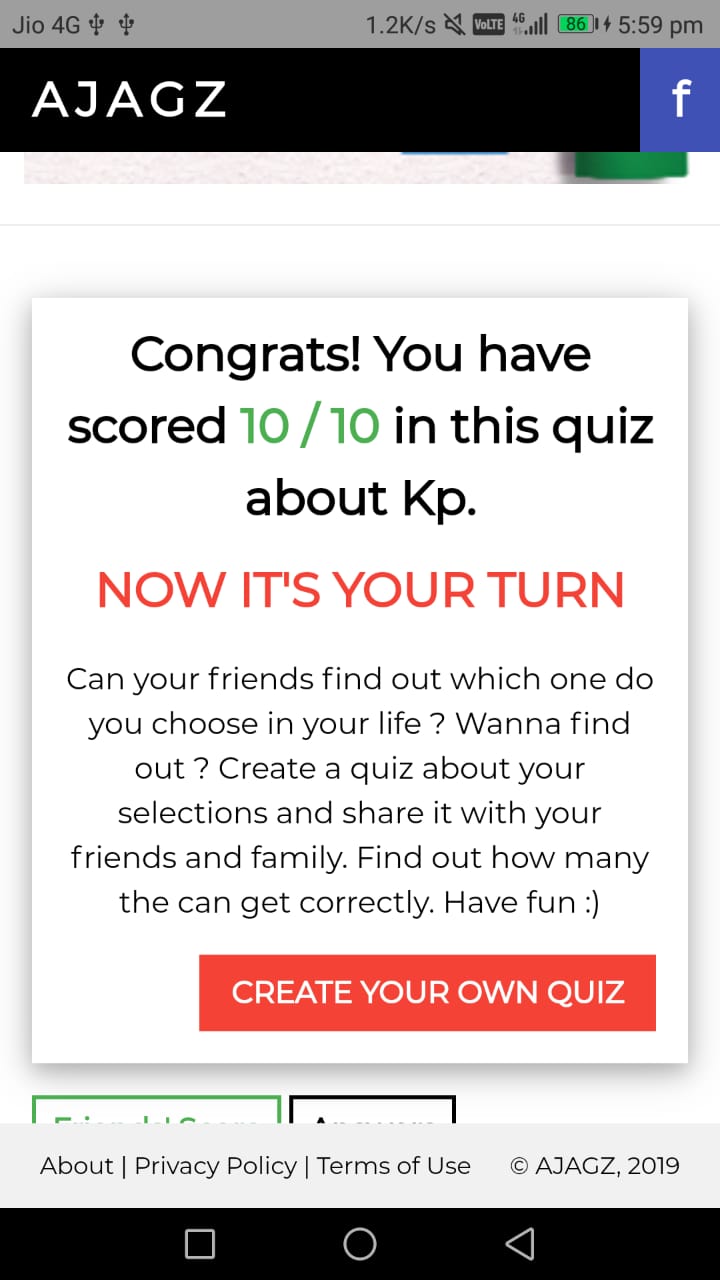 Jio 4G 1.2K/s VoLTE 4G 86 5:59 pm
AJAGZ f
Congrats! You have
scored 10 / 10 in this quiz
about Kp.
NOW IT'S YOUR TURN
Can your friends find out which one do
you choose in your life ? Wanna find
out ? Create a quiz about your
selections and share it with your
friends and family. Find out how many
the can get correctly. Have fun :)
CREATE YOUR OWN QUIZ
About | Privacy Policy | Terms of Use © AJAGZ, 2019